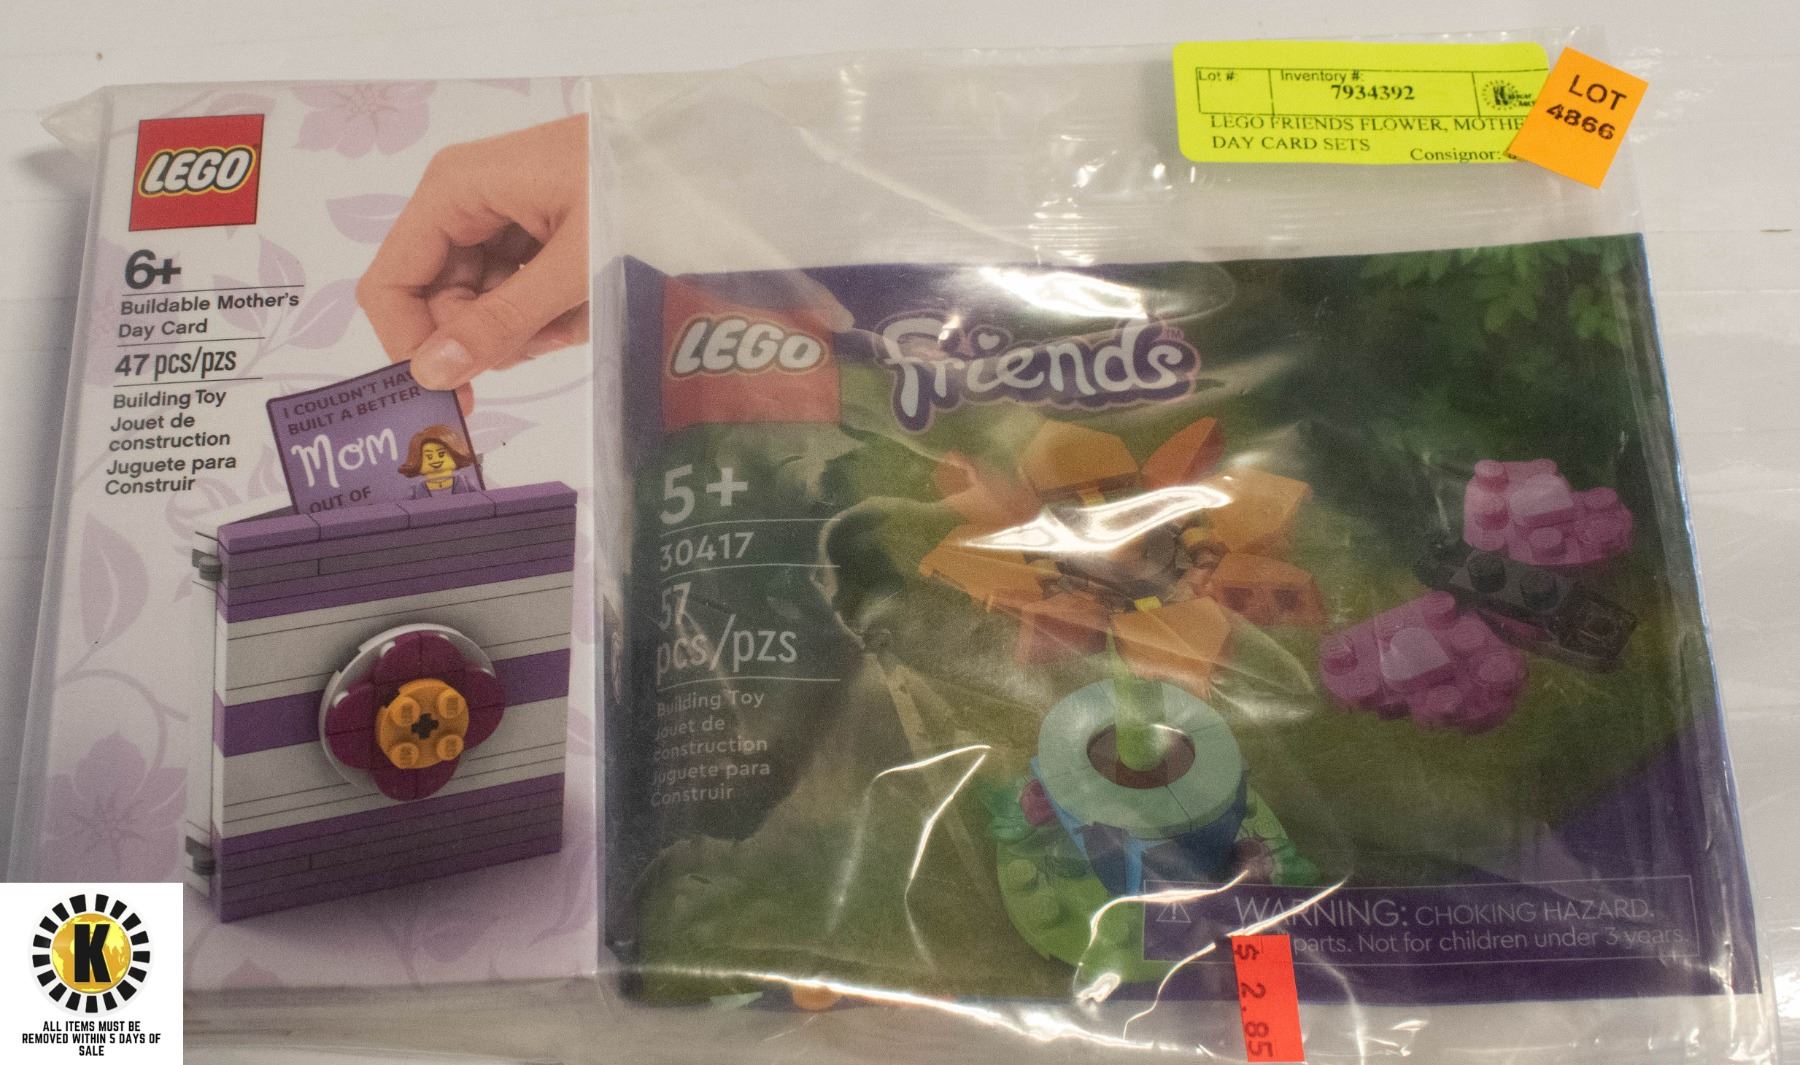 LEGO
6+
Buildable Mother's
Day Card
47 pcs/pzs
Building Toy
Jouet de
construction
Juguete para
Construir
I COULDN'T HAV
BUILT A BETTER
Mom
OUT OF
Lot #:
Inventory #:
7934392
LEGO FRIENDS FLOWER, MOTHE
DAY CARD SETS
Consignor:
LOT
4866
LEGO
friends
TM
5+
30417
57
pcs/pzs
Building Toy
Jouet de
construction
Juguete para
Construir
WARNING: CHOKING HAZARD.
parts. Not for children under 3 years.
$ 2.85
K
ALL ITEMS MUST BE
REMOVED WITHIN 5 DAYS OF
SALE